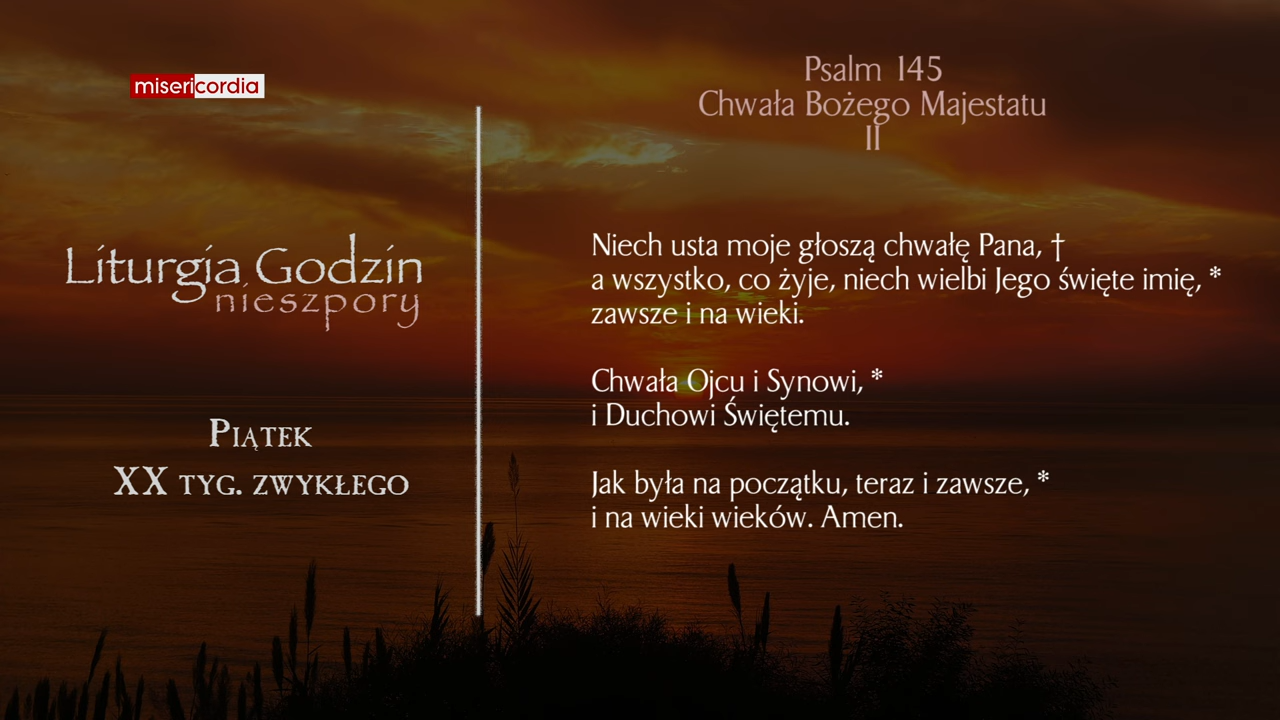 misericordia
Liturgia Godzin
nieszpory
Piątek
XX tyg. zwykłego
Psalm 145
Chwała Bożego Majestatu
II
Niech usta moje głoszą chwałę Pana, †
a wszystko, co żyje, niech wielbi Jego święte imię, *
zawsze i na wieki.
Chwała Ojcu i Synowi, *
i Duchowi Świętemu.
Jak była na początku, teraz i zawsze, *
i na wieki wieków. Amen.